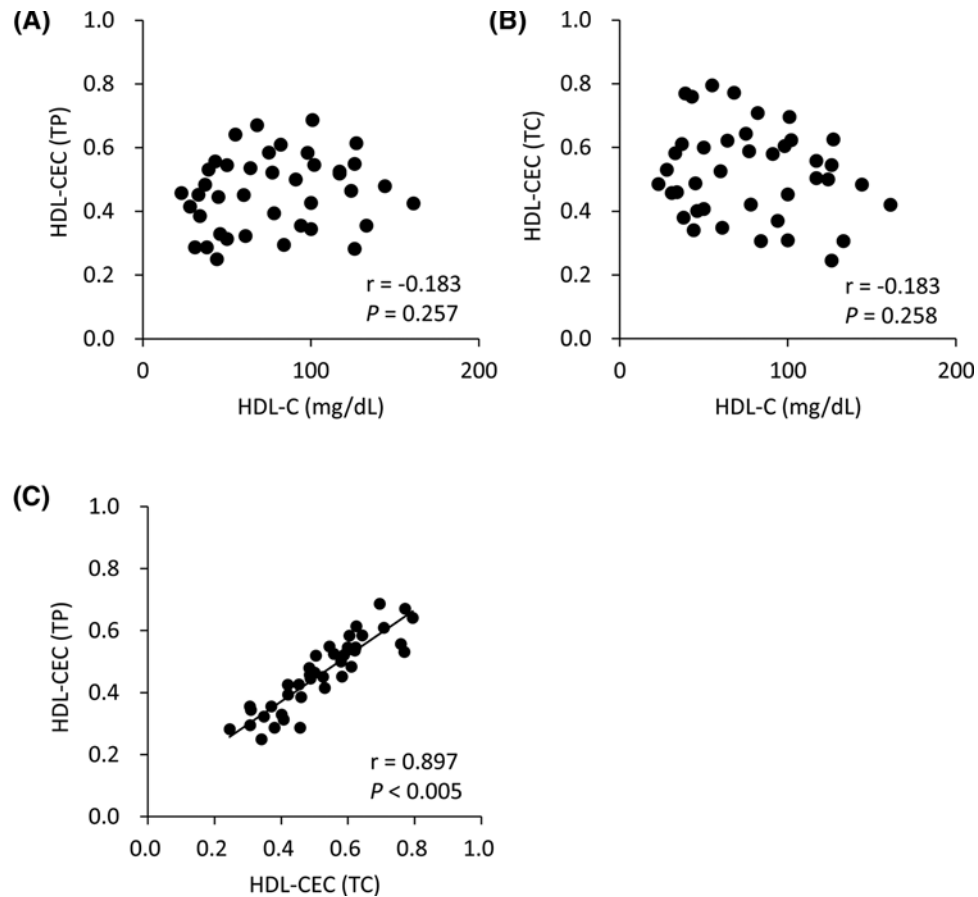 (A)
1.0
0.8
0.6
0.4
0.2
0.0
HDL-CEC (TP)
r = -0.183
P = 0.257
0
100
200
HDL-C (mg/dL)
(B)
1.0
0.8
0.6
0.4
0.2
0.0
HDL-CEC (TC)
r = -0.183
P = 0.258
0
100
200
HDL-C (mg/dL)
(C)
1.0
0.8
0.6
0.4
0.2
0.0
HDL-CEC (TP)
r = 0.897
P < 0.005
0.0 0.2 0.4 0.6 0.8 1.0
HDL-CEC (TC)